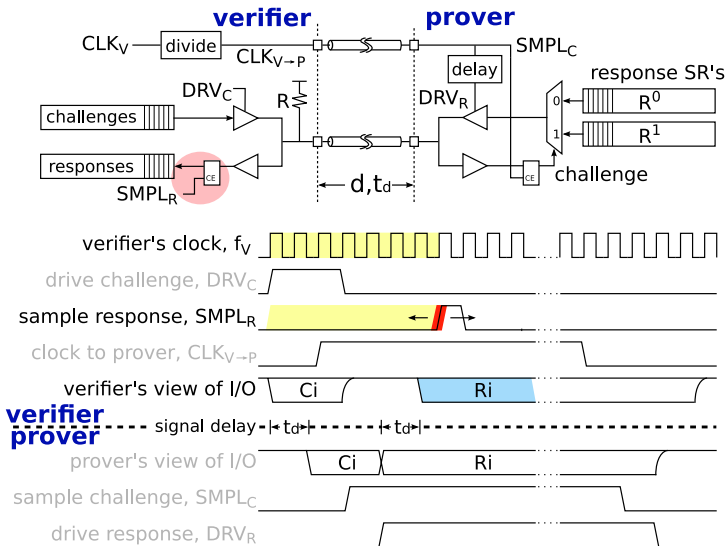 verifier
prover
CLKV
divide
CLKV→P
SMPLC
delay
response SR's
DRVC
R
DRVR
0
R0
challenges
1
R1
responses
CE
CE
challenge
SMPLR
d,td
verifier's clock, fV
drive challenge, DRVC
sample response, SMPLR
clock to prover, CLKV→P
verifier's view of I/O
Ci
Ri
verifier
signal delay
td
td
prover
prover's view of I/O
Ci
Ri
sample challenge, SMPLC
drive response, DRVR